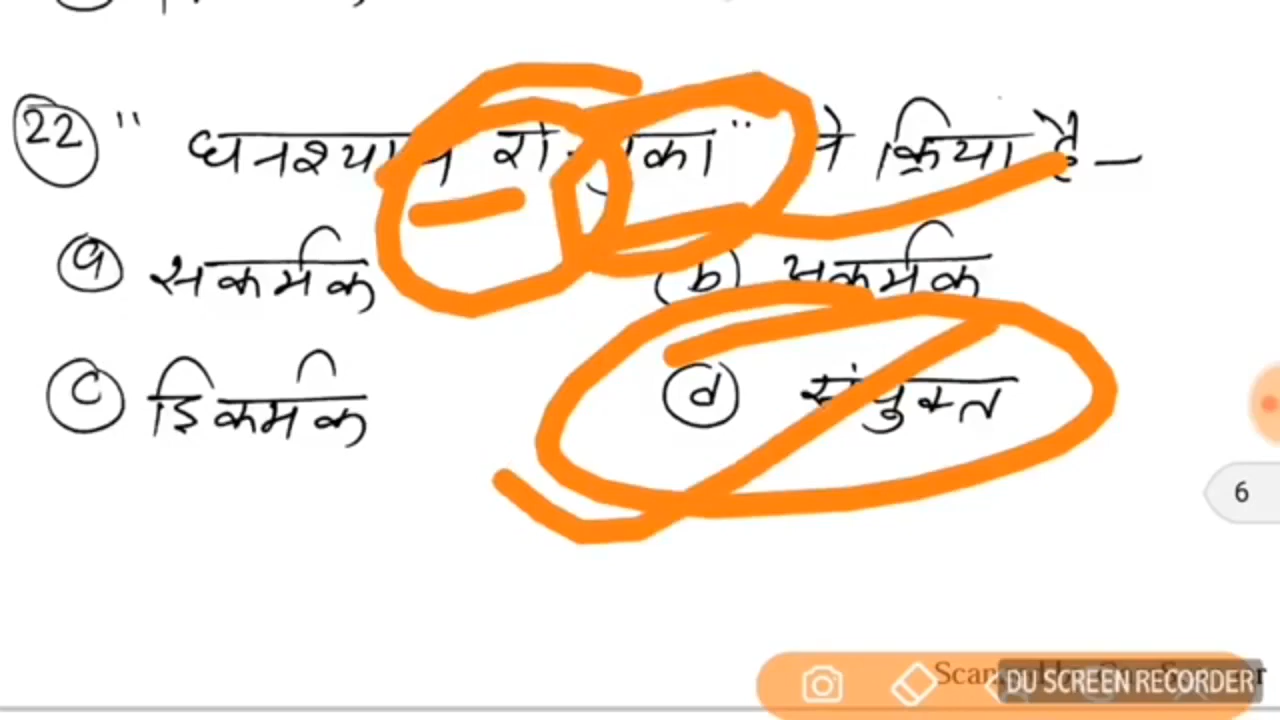 22 " घनश्याम रो चुका" में क्रिया है –
a सकर्मक (b) अकर्मक
c द्विकर्मक d संयुक्त
6
DU SCREEN RECORDER